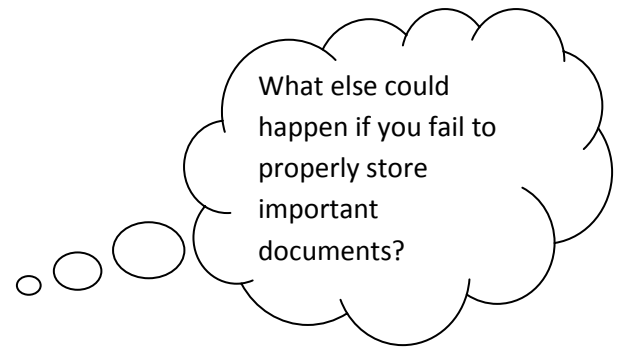 What else could
happen if you fail to
properly store
important
documents?